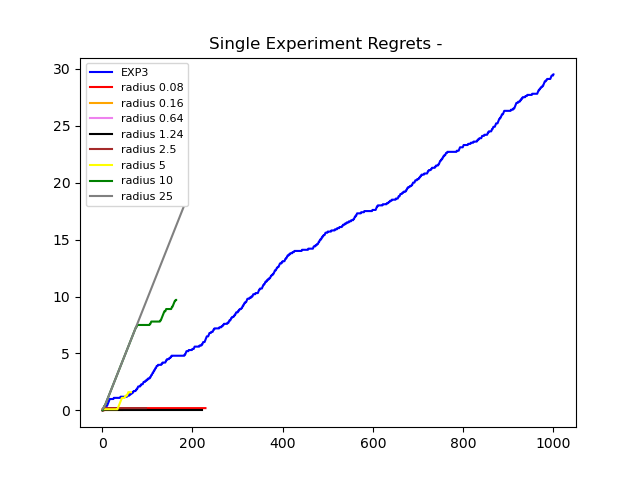 Single Experiment Regrets -
30
25
20
15
10
5
0
EXP3
radius 0.08
radius 0.16
radius 0.64
radius 1.24
radius 2.5
radius 5
radius 10
radius 25
0 200 400 600 800 1000